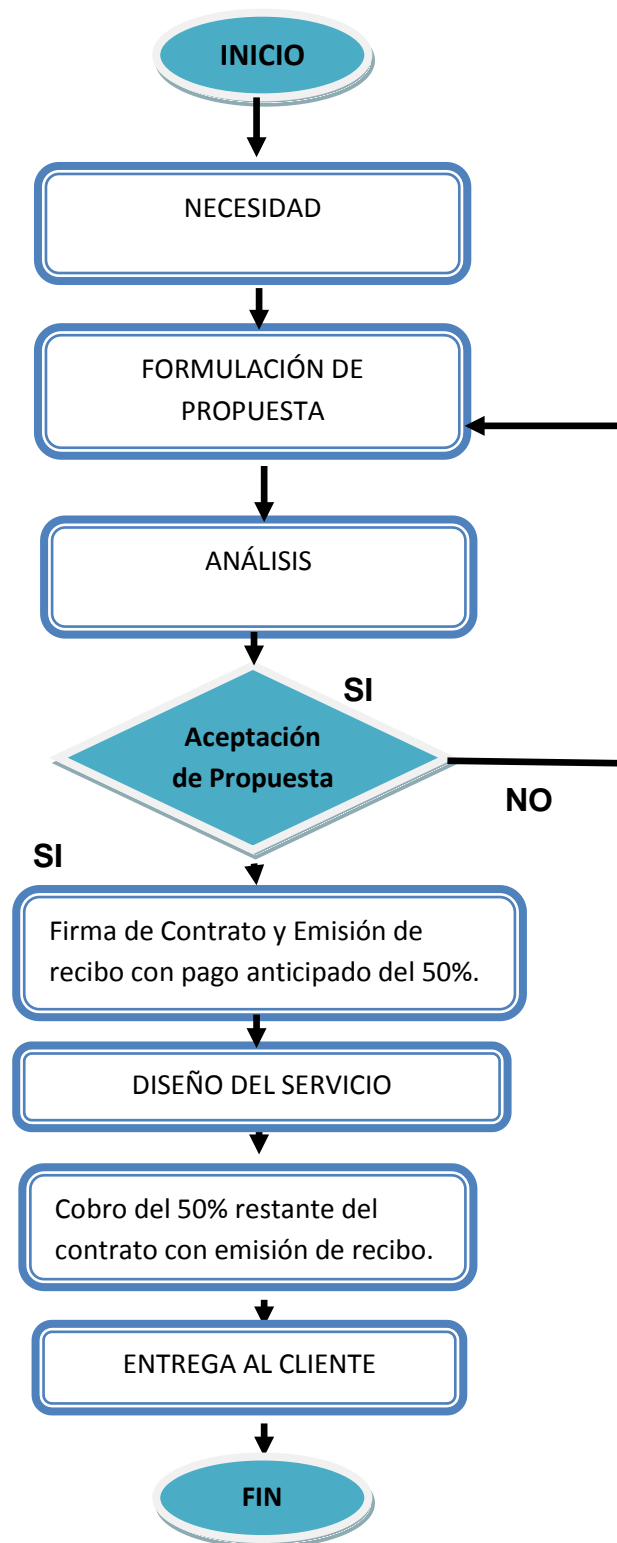 INICIO
NECESIDAD
FORMULACIÓN DE
PROPUESTA
ANÁLISIS
SI
Aceptación
de Propuesta
NO
SI
Firma de Contrato y Emisión de
recibo con pago anticipado del 50%.
DISEÑO DEL SERVICIO
Cobro del 50% restante del
contrato con emisión de recibo.
ENTREGA AL CLIENTE
FIN